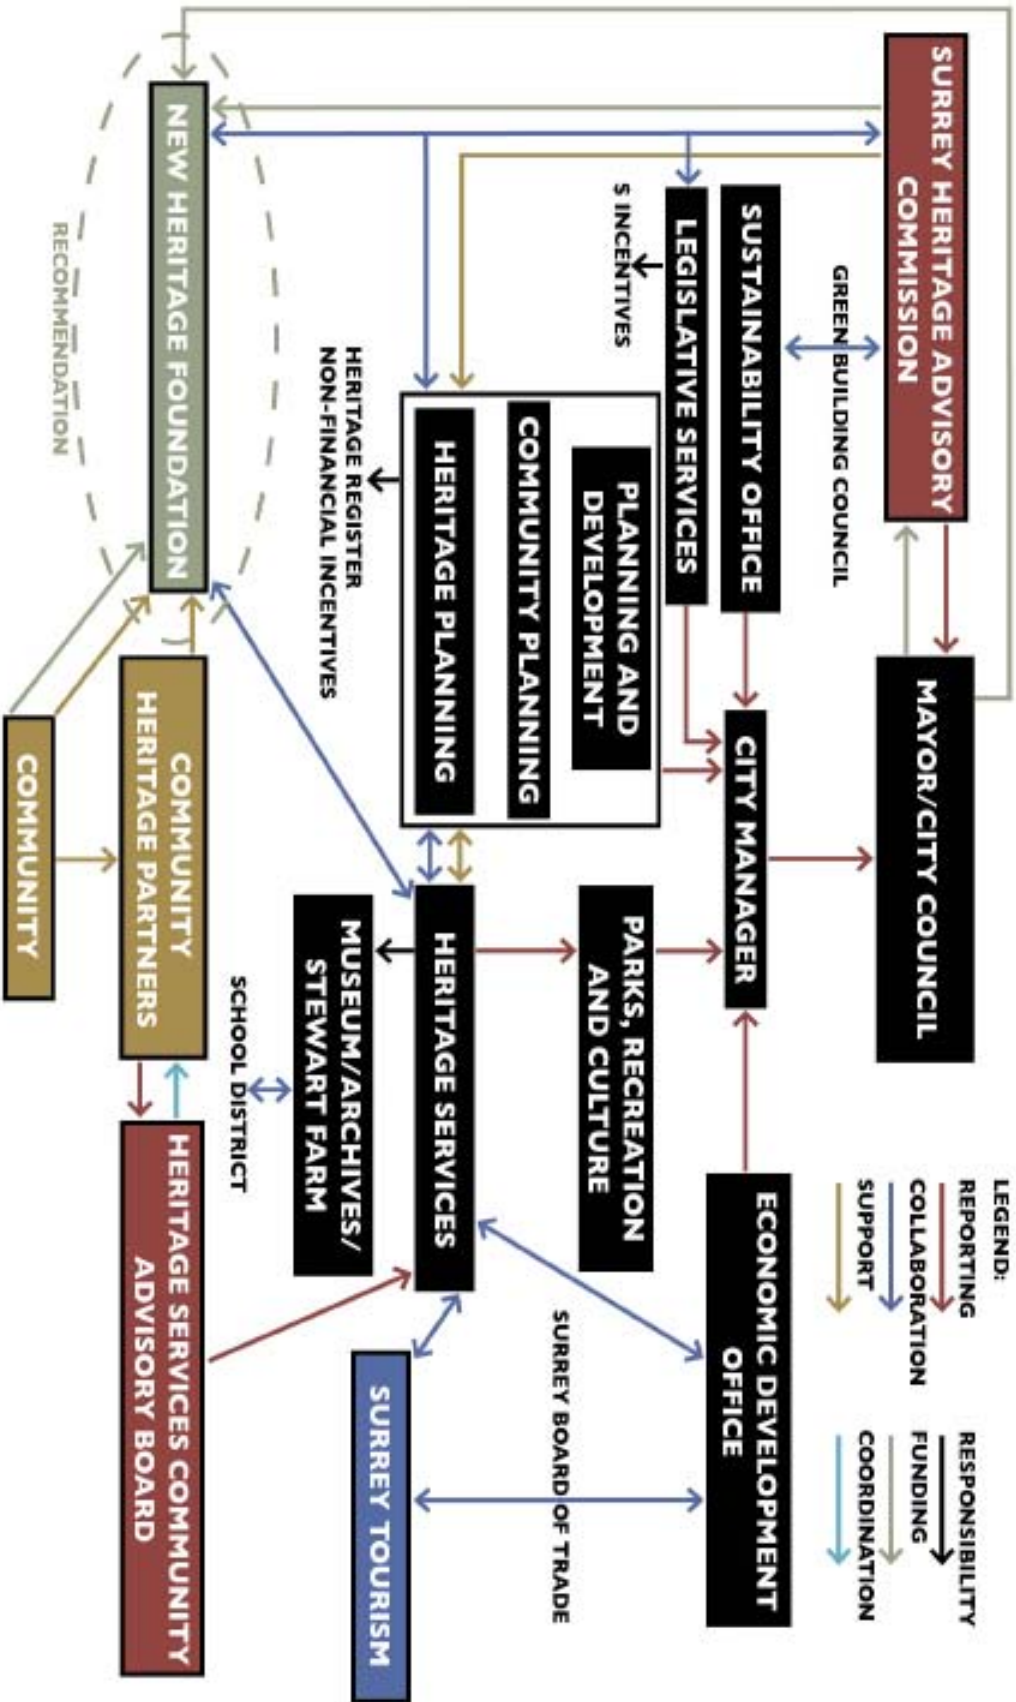 SURREY HERITAGE ADVISORY
COMMISSION
MAYOR/CITY COUNCIL
LEGEND:
REPORTING
COLLABORATION
SUPPORT
RESPONSIBILITY
FUNDING
COORDINATION
GREEN BUILDING COUNCIL
SUSTAINABILITY OFFICE
LEGISLATIVE SERVICES
$ INCENTIVES
CITY MANAGER
ECONOMIC DEVELOPMENT
OFFICE
PLANNING AND
DEVELOPMENT
COMMUNITY PLANNING
HERITAGE PLANNING
PARKS, RECREATION
AND CULTURE
SURREY BOARD OF TRADE
HERITAGE SERVICES
HERITAGE REGISTER
NON-FINANCIAL INCENTIVES
MUSEUM/ARCHIVES/
STEWART FARM
SURREY TOURISM
SCHOOL DISTRICT
NEW HERITAGE FOUNDATION
RECOMMENDATION
COMMUNITY
HERITAGE PARTNERS
HERITAGE SERVICES COMMUNITY
ADVISORY BOARD
COMMUNITY